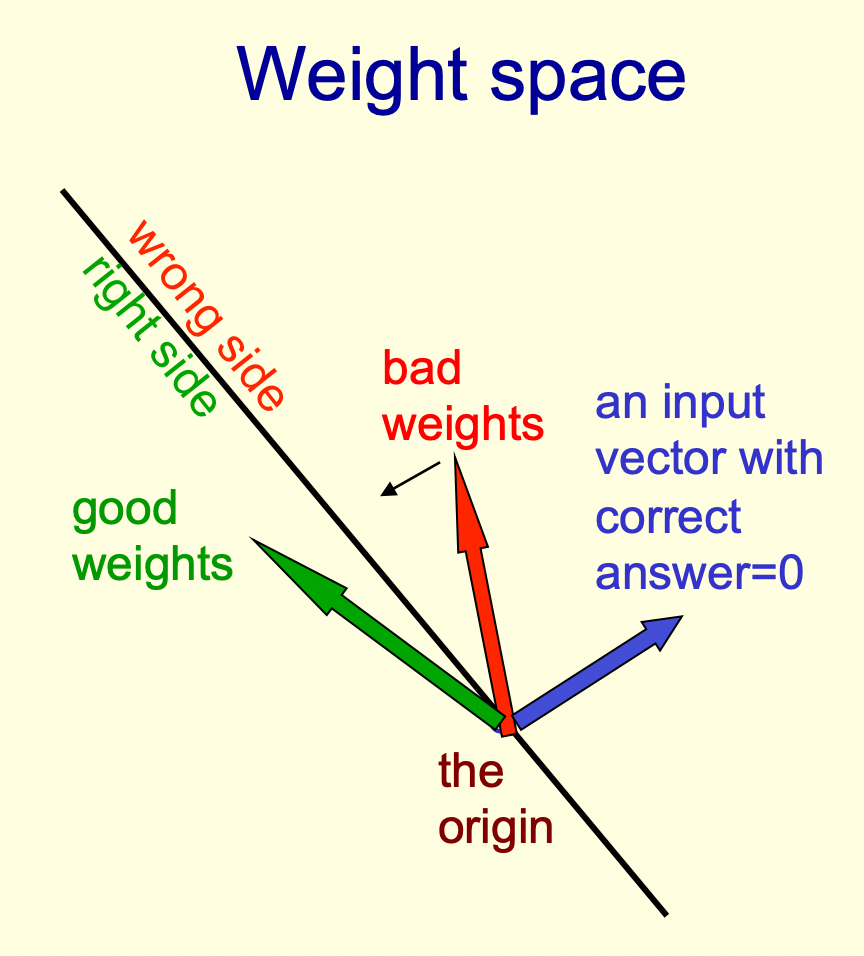 Weight space
wrong side
right side
bad
weights
an input
vector with
correct
answer=0
good
weights
the
origin